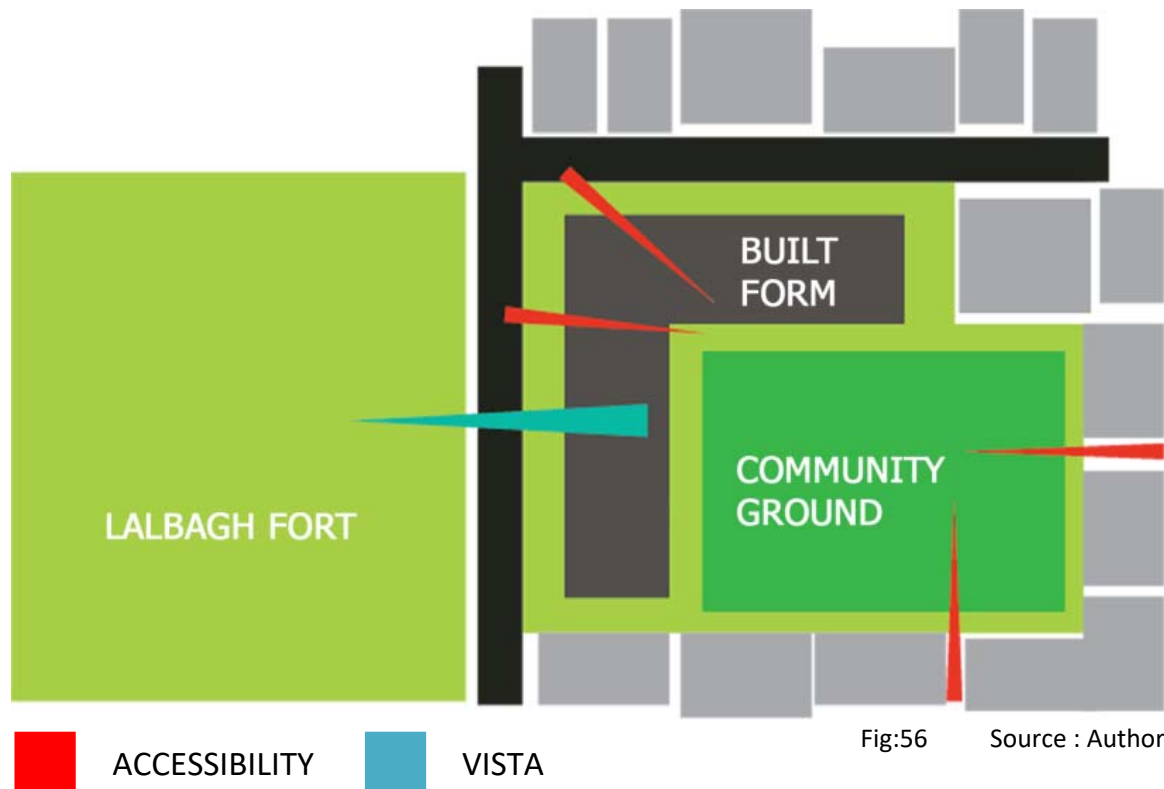 BUILT
FORM
COMMUNITY
GROUND
LALBAGH FORT
Fig:56 Source : Author
ACCESSIBILITY VISTA